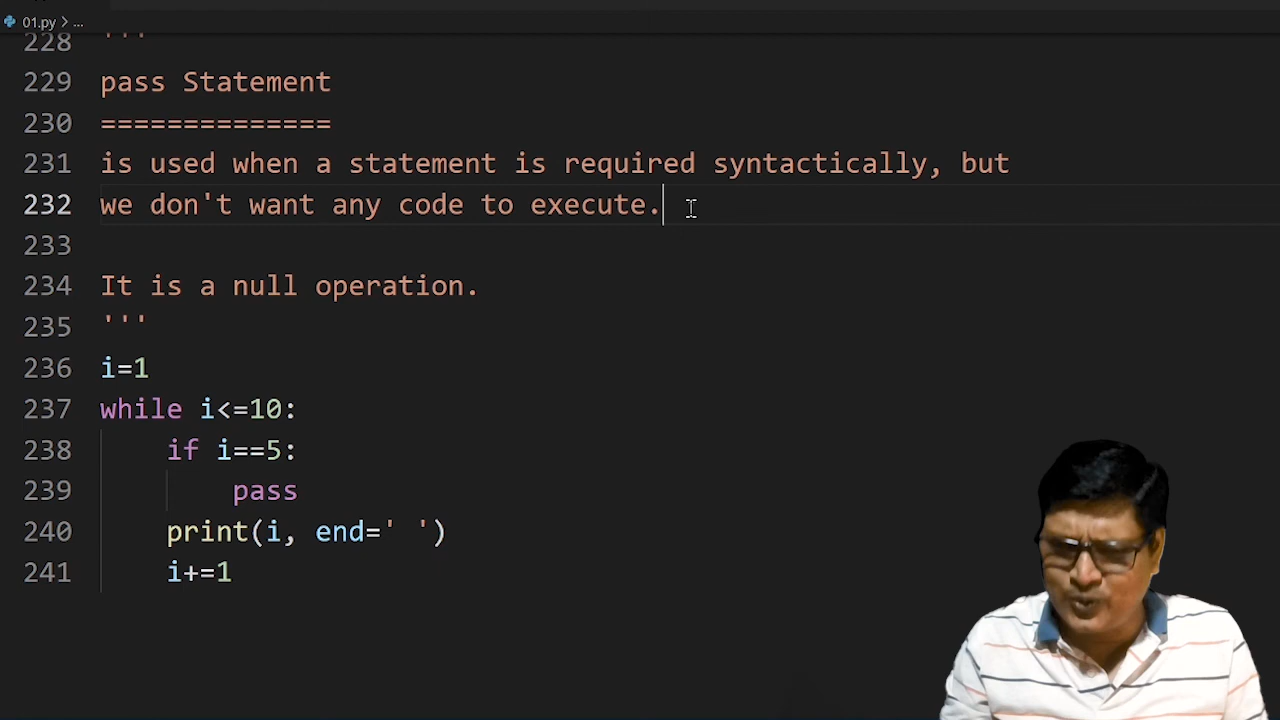 01.py > ...
228 '''
229 pass Statement
230 ==============
231 is used when a statement is required syntactically, but
232 we don't want any code to execute.
233
234 It is a null operation.
235 '''
236 i=1
237 while i<=10:
238     if i==5:
239         pass
240     print(i, end=' ')
241     i+=1